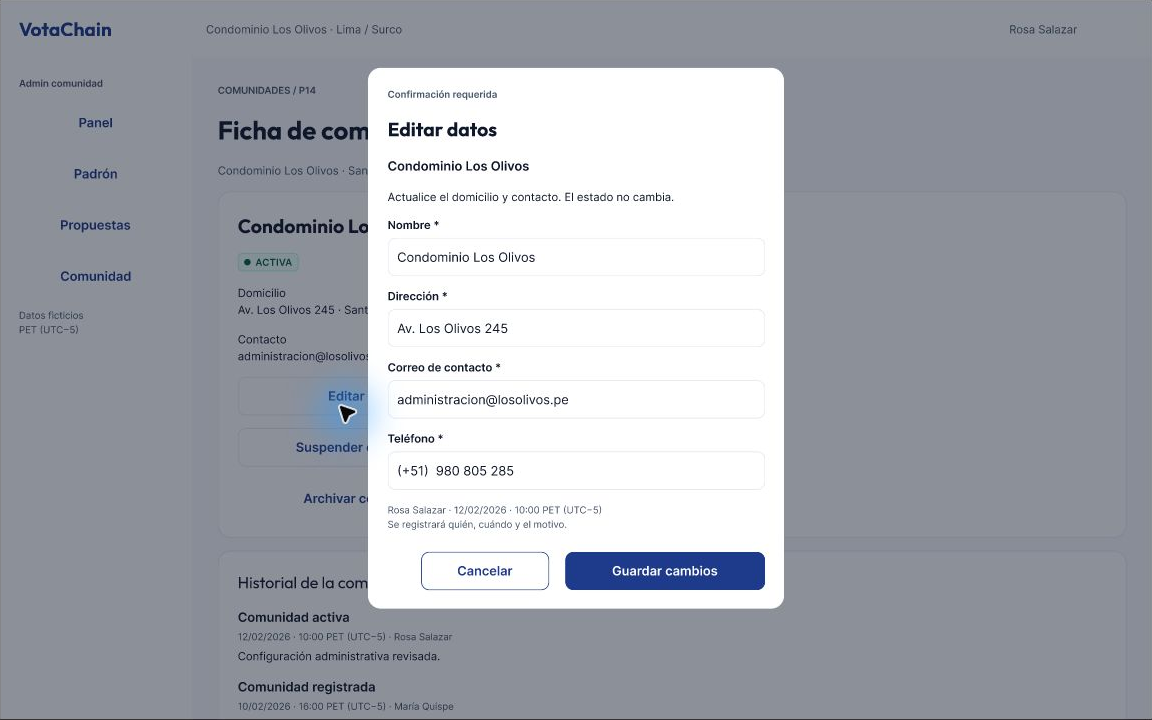 VotaChain
Condominio Los Olivos · Lima / Surco
Rosa Salazar
Admin comunidad
Panel
Padrón
Propuestas
Comunidad
Datos ficticios
PET (UTC−5)
COMUNIDADES / P14
Ficha de com
Condominio Los Olivos · San
Condominio Lo
ACTIVA
Domicilio
Av. Los Olivos 245 · Sant
Contacto
administracion@losolivos
Editar
Suspender
Archivar co
Historial de la com
Comunidad activa
12/02/2026 · 10:00 PET (UTC−5) · Rosa Salazar
Configuración administrativa revisada.
Comunidad registrada
10/02/2026 · 16:00 PET (UTC−5) · María Quispe
Confirmación requerida
Editar datos
Condominio Los Olivos
Actualice el domicilio y contacto. El estado no cambia.
Nombre *
Condominio Los Olivos
Dirección *
Av. Los Olivos 245
Correo de contacto *
administracion@losolivos.pe
Teléfono *
(+51) 980 805 285
Rosa Salazar · 12/02/2026 · 10:00 PET (UTC−5)
Se registrará quién, cuándo y el motivo.
Cancelar
Guardar cambios